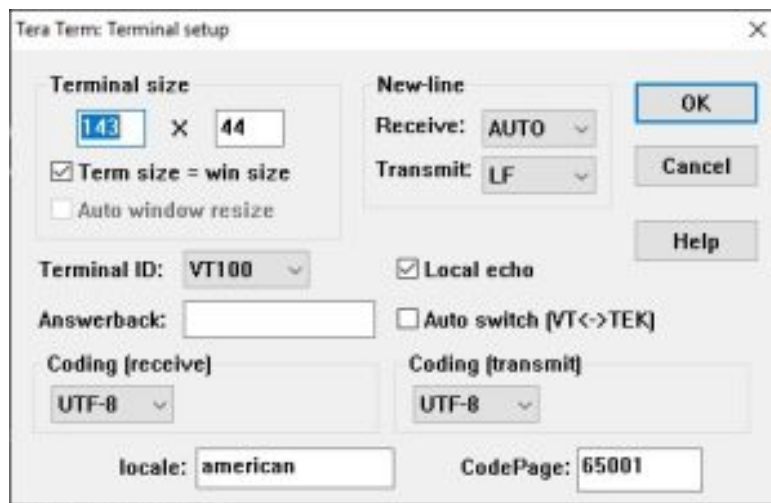 Tera Term: Terminal setup
Terminal size
143 X 44
Term size = win size
Auto window resize
New-line
Receive: AUTO
Transmit: LF
OK
Cancel
Help
Terminal ID: VT100
Local echo
Answerback:
Auto switch (VT<->TEK)
Coding (receive)
UTF-8
Coding (transmit)
UTF-8
locale: american
CodePage: 65001